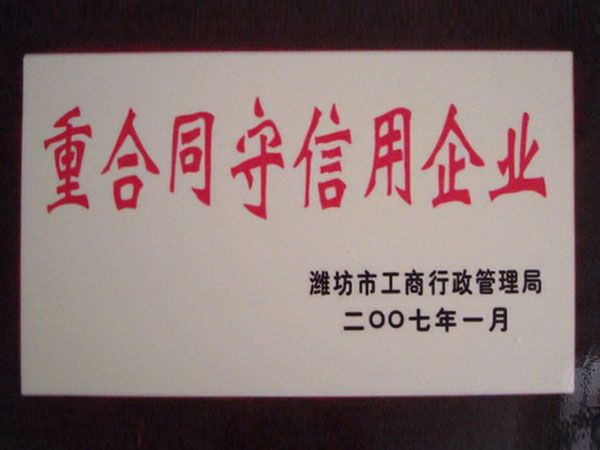 重合同守信用企业
潍坊市工商行政管理局
二〇〇七年一月